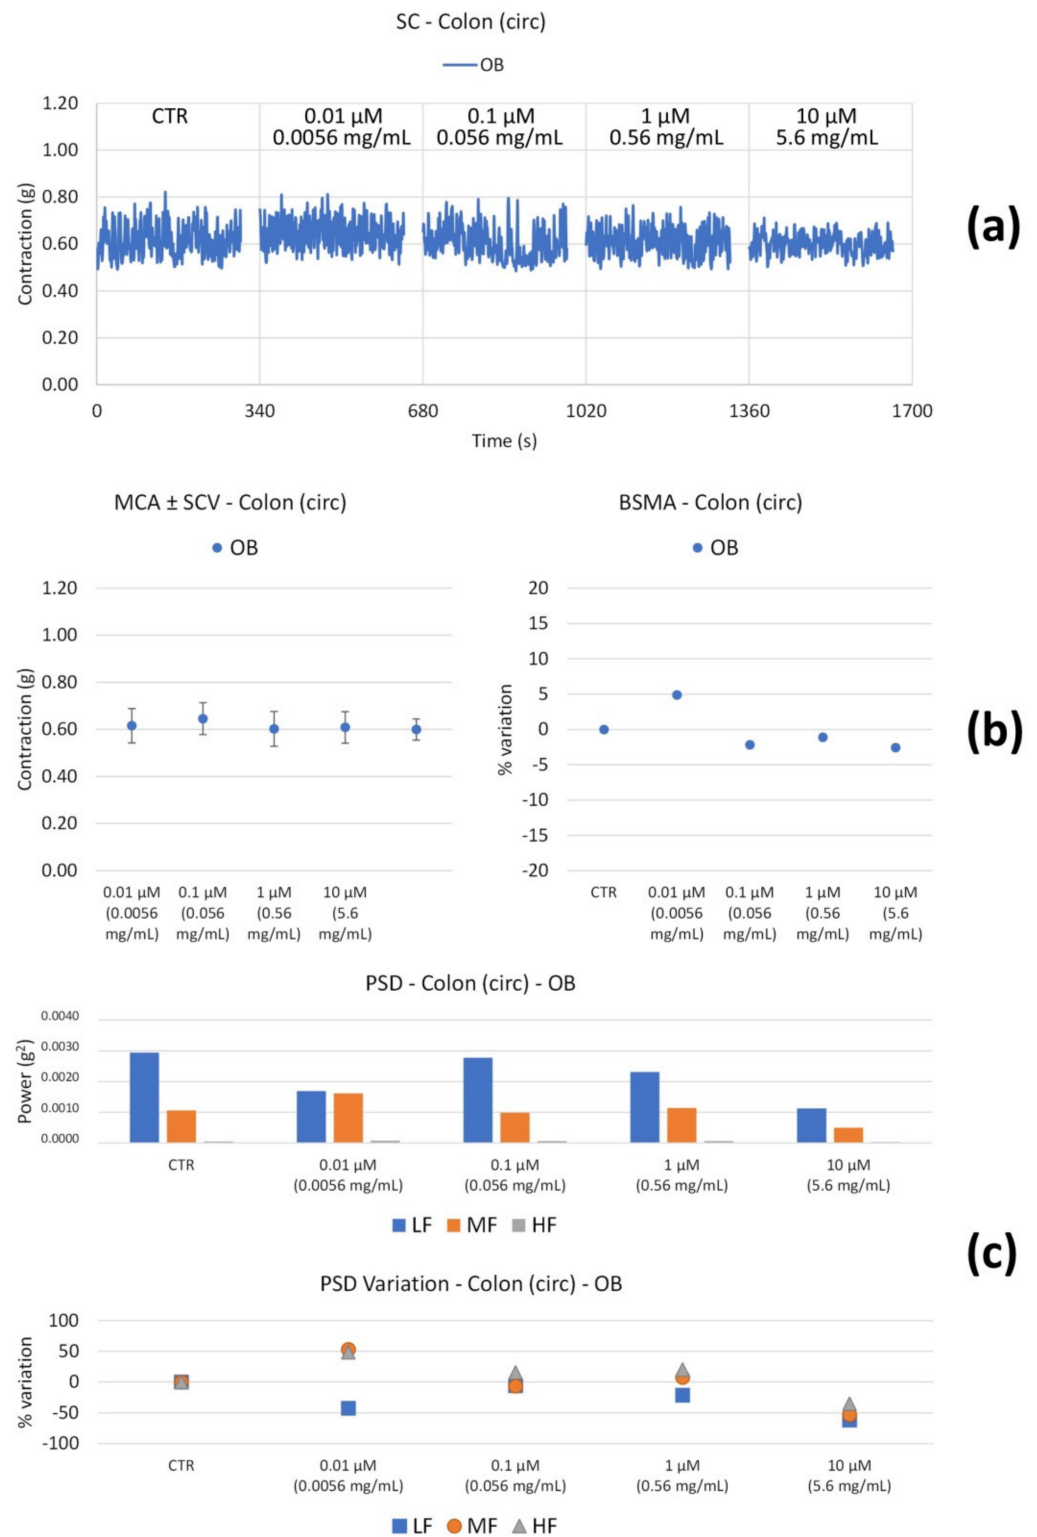 SC - Colon (circ)
OB
1.20
1.00
0.80
0.60
0.40
0.20
0.00
Contraction (g)
CTR
0.01 µM
0.0056 mg/mL
0.1 µM
0.056 mg/mL
1 µM
0.56 mg/mL
10 µM
5.6 mg/mL
0 340 680 1020 1360 1700
Time (s)
(a)
MCA ± SCV - Colon (circ)
OB
1.20
1.00
0.80
0.60
0.40
0.20
0.00
Contraction (g)
0.01 µM 0.1 µM 1 µM 10 µM
(0.0056 (0.056 (0.56 (5.6
mg/mL) mg/mL) mg/mL) mg/mL)
BSMA - Colon (circ)
OB
20
15
10
5
0
-5
-10
-15
-20
% variation
CTR 0.01 µM 0.1 µM 1 µM 10 µM
(0.0056 (0.056 (0.56 (5.6
mg/mL) mg/mL) mg/mL) mg/mL)
(b)
PSD - Colon (circ) - OB
0.0040
0.0030
0.0020
0.0010
0.0000
Power (g²)
CTR 0.01 µM 0.1 µM 1 µM 10 µM
(0.0056 mg/mL) (0.056 mg/mL) (0.56 mg/mL) (5.6 mg/mL)
LF MF HF
(c)
PSD Variation - Colon (circ) - OB
100
50
0
-50
-100
% variation
CTR 0.01 µM 0.1 µM 1 µM 10 µM
(0.0056 mg/mL) (0.056 mg/mL) (0.56 mg/mL) (5.6 mg/mL)
LF MF HF